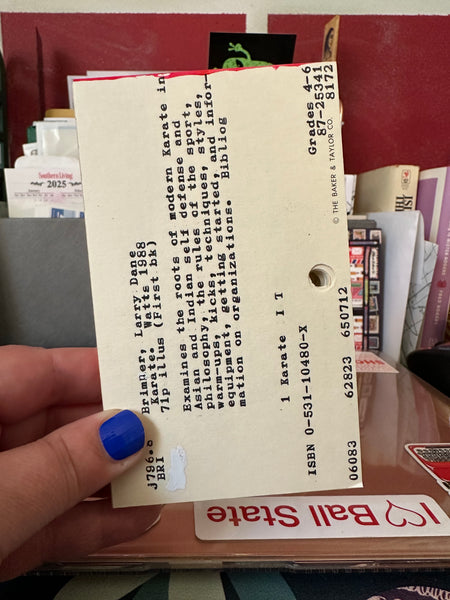 j796.8 Brimner, Larry Dane
BRI Karate. Watts 1988
71p illus (First bk)
Examines the roots of modern Karate in
Asian and Indian self defense and
philosophy, the rules of the sport,
warm-ups, kicks, techniques, styles,
equipment, getting started, and infor-
mation on organizations. Bibliog
1 Karate I T
Grades 4-6
ISBN 0-531-10480-X 87-25341
06083 62823 650712 8172
© THE BAKER & TAYLOR CO.
Southern Living
2025
I Ball State